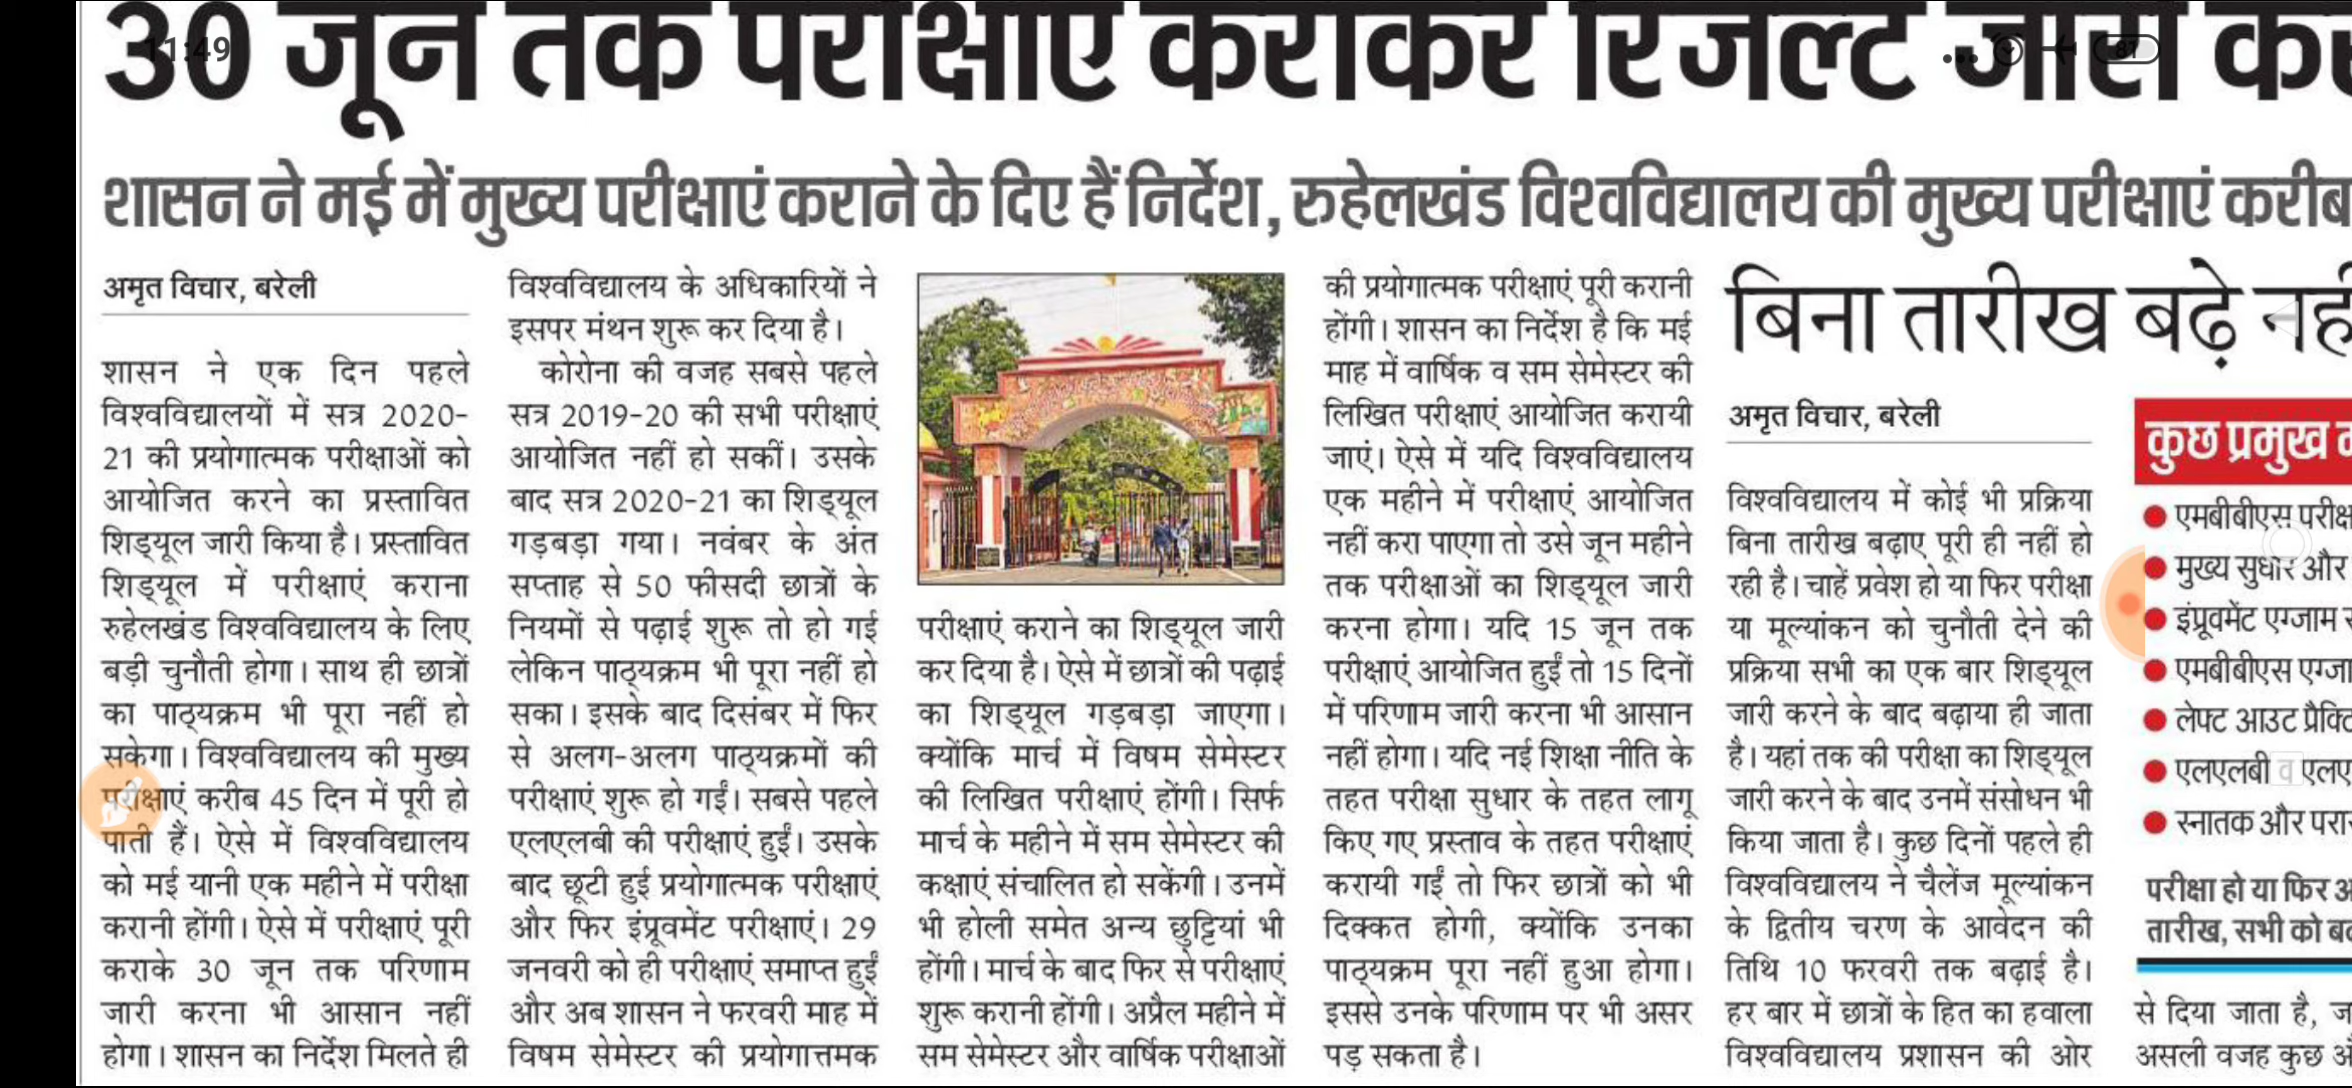 11:49
81
30 जून तक परीक्षाएं कराकर रिजल्ट जारी
शासन ने मई में मुख्य परीक्षाएं कराने के दिए हैं निर्देश, रुहेलखंड विश्वविद्यालय की मुख्य परीक्षाएं करीब
अमृत विचार, बरेली
शासन ने एक दिन पहले
विश्वविद्यालयों में सत्र 2020-
21 की प्रयोगात्मक परीक्षाओं को
आयोजित करने का प्रस्तावित
शिड्यूल जारी किया है। प्रस्तावित
शिड्यूल में परीक्षाएं कराना
रुहेलखंड विश्वविद्यालय के लिए
बड़ी चुनौती होगा। साथ ही छात्रों
का पाठ्यक्रम भी पूरा नहीं हो
सकेगा। विश्वविद्यालय की मुख्य
परीक्षाएं करीब 45 दिन में पूरी हो
पाती हैं। ऐसे में विश्वविद्यालय
को मई यानी एक महीने में परीक्षा
करानी होंगी। ऐसे में परीक्षाएं पूरी
कराके 30 जून तक परिणाम
जारी करना भी आसान नहीं
होगा। शासन का निर्देश मिलते ही
विश्वविद्यालय के अधिकारियों ने
इसपर मंथन शुरू कर दिया है।
कोरोना की वजह सबसे पहले
सत्र 2019-20 की सभी परीक्षाएं
आयोजित नहीं हो सकीं। उसके
बाद सत्र 2020-21 का शिड्यूल
गड़बड़ा गया। नवंबर के अंत
सप्ताह से 50 फीसदी छात्रों के
नियमों से पढ़ाई शुरू तो हो गई
लेकिन पाठ्यक्रम भी पूरा नहीं हो
सका। इसके बाद दिसंबर में फिर
से अलग-अलग पाठ्यक्रमों की
परीक्षाएं शुरू हो गईं। सबसे पहले
एलएलबी की परीक्षाएं हुईं। उसके
बाद छूटी हुई प्रयोगात्मक परीक्षाएं
और फिर इंप्रूवमेंट परीक्षाएं। 29
जनवरी को ही परीक्षाएं समाप्त हुईं
और अब शासन ने फरवरी माह में
विषम सेमेस्टर की प्रयोगात्तमक
परीक्षाएं कराने का शिड्यूल जारी
कर दिया है। ऐसे में छात्रों की पढ़ाई
का शिड्यूल गड़बड़ा जाएगा।
क्योंकि मार्च में विषम सेमेस्टर
की लिखित परीक्षाएं होंगी। सिर्फ
मार्च के महीने में सम सेमेस्टर की
कक्षाएं संचालित हो सकेंगी। उनमें
भी होली समेत अन्य छुट्टियां भी
होंगी। मार्च के बाद फिर से परीक्षाएं
शुरू करानी होंगी। अप्रैल महीने में
सम सेमेस्टर और वार्षिक परीक्षाओं
की प्रयोगात्मक परीक्षाएं पूरी करानी
होंगी। शासन का निर्देश है कि मई
माह में वार्षिक व सम सेमेस्टर की
लिखित परीक्षाएं आयोजित करायी
जाएं। ऐसे में यदि विश्वविद्यालय
एक महीने में परीक्षाएं आयोजित
नहीं करा पाएगा तो उसे जून महीने
तक परीक्षाओं का शिड्यूल जारी
करना होगा। यदि 15 जून तक
परीक्षाएं आयोजित हुईं तो 15 दिनों
में परिणाम जारी करना भी आसान
नहीं होगा। यदि नई शिक्षा नीति के
तहत परीक्षा सुधार के तहत लागू
किए गए प्रस्ताव के तहत परीक्षाएं
करायी गईं तो फिर छात्रों को भी
दिक्कत होगी, क्योंकि उनका
पाठ्यक्रम पूरा नहीं हुआ होगा।
इससे उनके परिणाम पर भी असर
पड़ सकता है।
बिना तारीख बढ़े
अमृत विचार, बरेली
विश्वविद्यालय में कोई भी प्रक्रिया
बिना तारीख बढ़ाए पूरी ही नहीं हो
रही है। चाहें प्रवेश हो या फिर परीक्षा
या मूल्यांकन को चुनौती देने की
प्रक्रिया सभी का एक बार शिड्यूल
जारी करने के बाद बढ़ाया ही जाता
है। यहां तक की परीक्षा का शिड्यूल
जारी करने के बाद उनमें संसोधन भी
किया जाता है। कुछ दिनों पहले ही
विश्वविद्यालय ने चैलेंज मूल्यांकन
के द्वितीय चरण के आवेदन की
तिथि 10 फरवरी तक बढ़ाई है।
हर बार में छात्रों के हित का हवाला
विश्वविद्यालय प्रशासन की ओर
कुछ प्रमुख
एमबीबीएस
मुख्य सुधार और
इंप्रूवमेंट एग्जाम
एमबीबीएस
लेफ्ट आउट
एलएलबी व
स्नातक और
परीक्षा हो या फिर
तारीख, सभी को
से दिया जाता है,
असली वजह कुछ